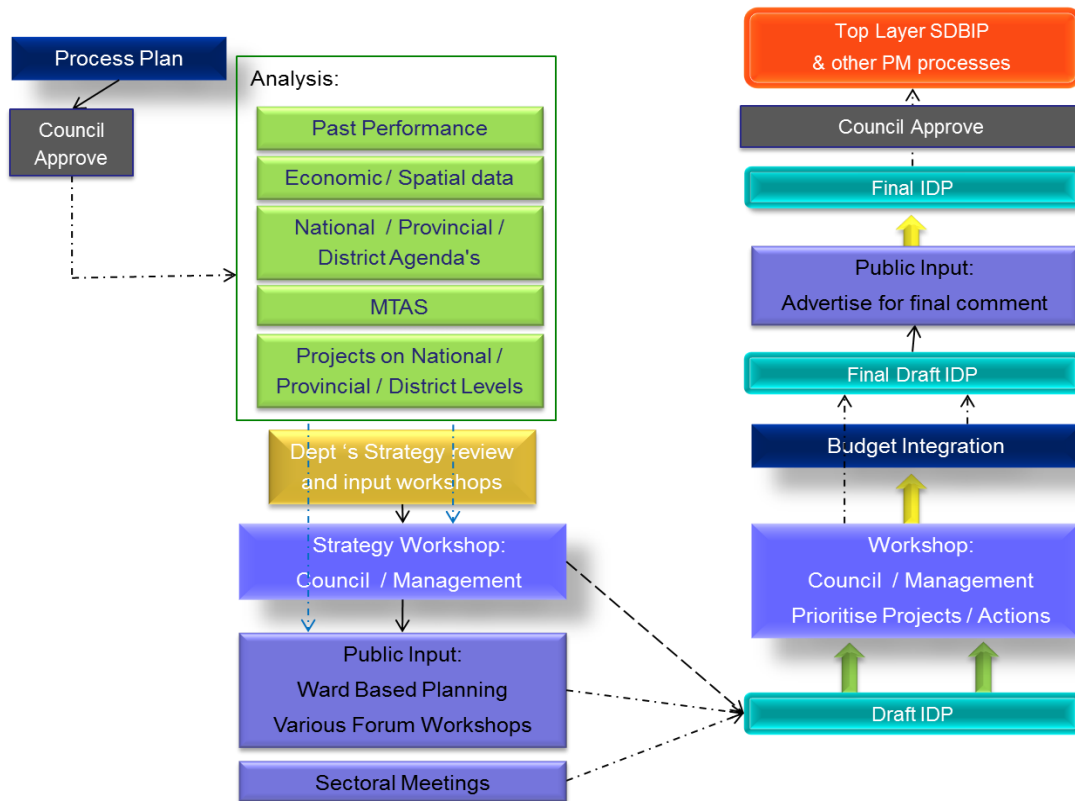 Process Plan
Council
Approve
Analysis:
Past Performance
Economic / Spatial data
National / Provincial /
District Agenda's
MTAS
Projects on National /
Provincial / District Levels
Dept ‘s Strategy review
and input workshops
Strategy Workshop:
Council / Management
Public Input:
Ward Based Planning
Various Forum Workshops
Sectoral Meetings
Top Layer SDBIP
& other PM processes
Council Approve
Final IDP
Public Input:
Advertise for final comment
Final Draft IDP
Budget Integration
Workshop:
Council / Management
Prioritise Projects / Actions
Draft IDP